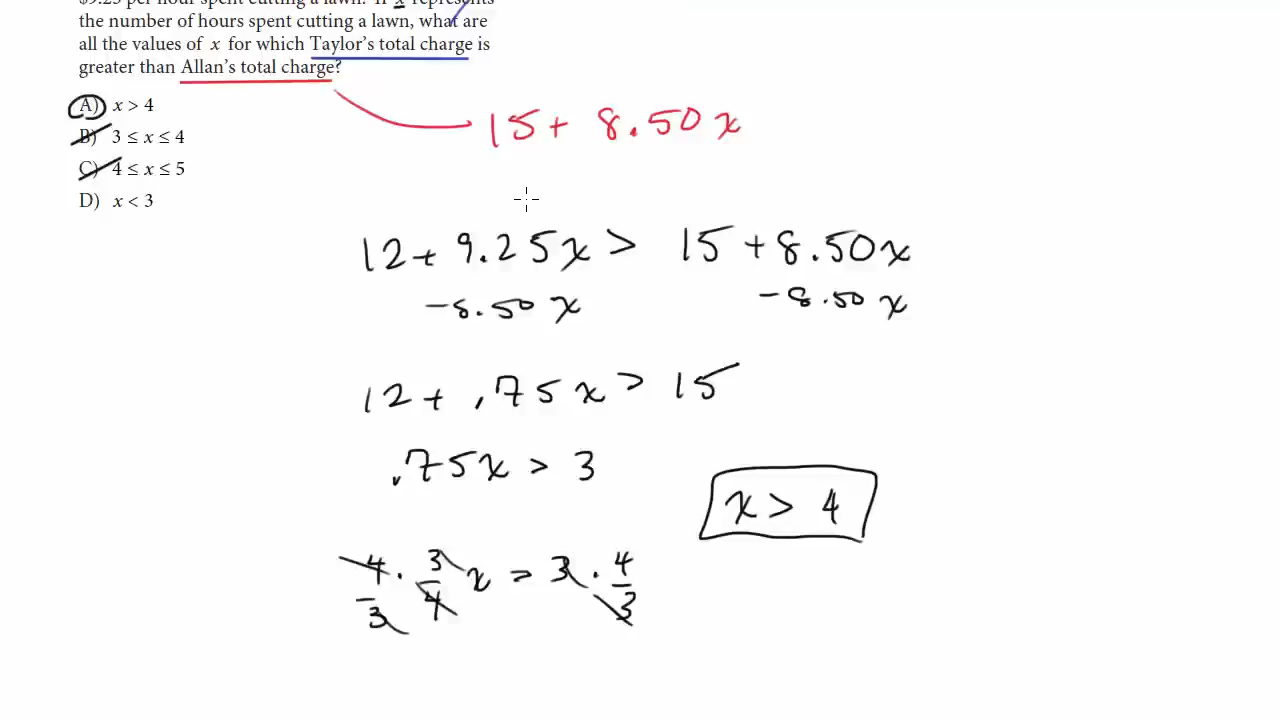 $9.25 per hour spent cutting a lawn. If x represents
the number of hours spent cutting a lawn, what are
all the values of x for which Taylor's total charge is
greater than Allan's total charge?
A) x > 4
B) 3 ≤ x ≤ 4
C) 4 ≤ x ≤ 5
D) x < 3
15 + 8.50x
12 + 9.25x > 15 + 8.50x
-8.50x -8.50x
12 + .75x > 15
.75x > 3
x > 4
4/3 · 3/4 x = 3 · 4/3